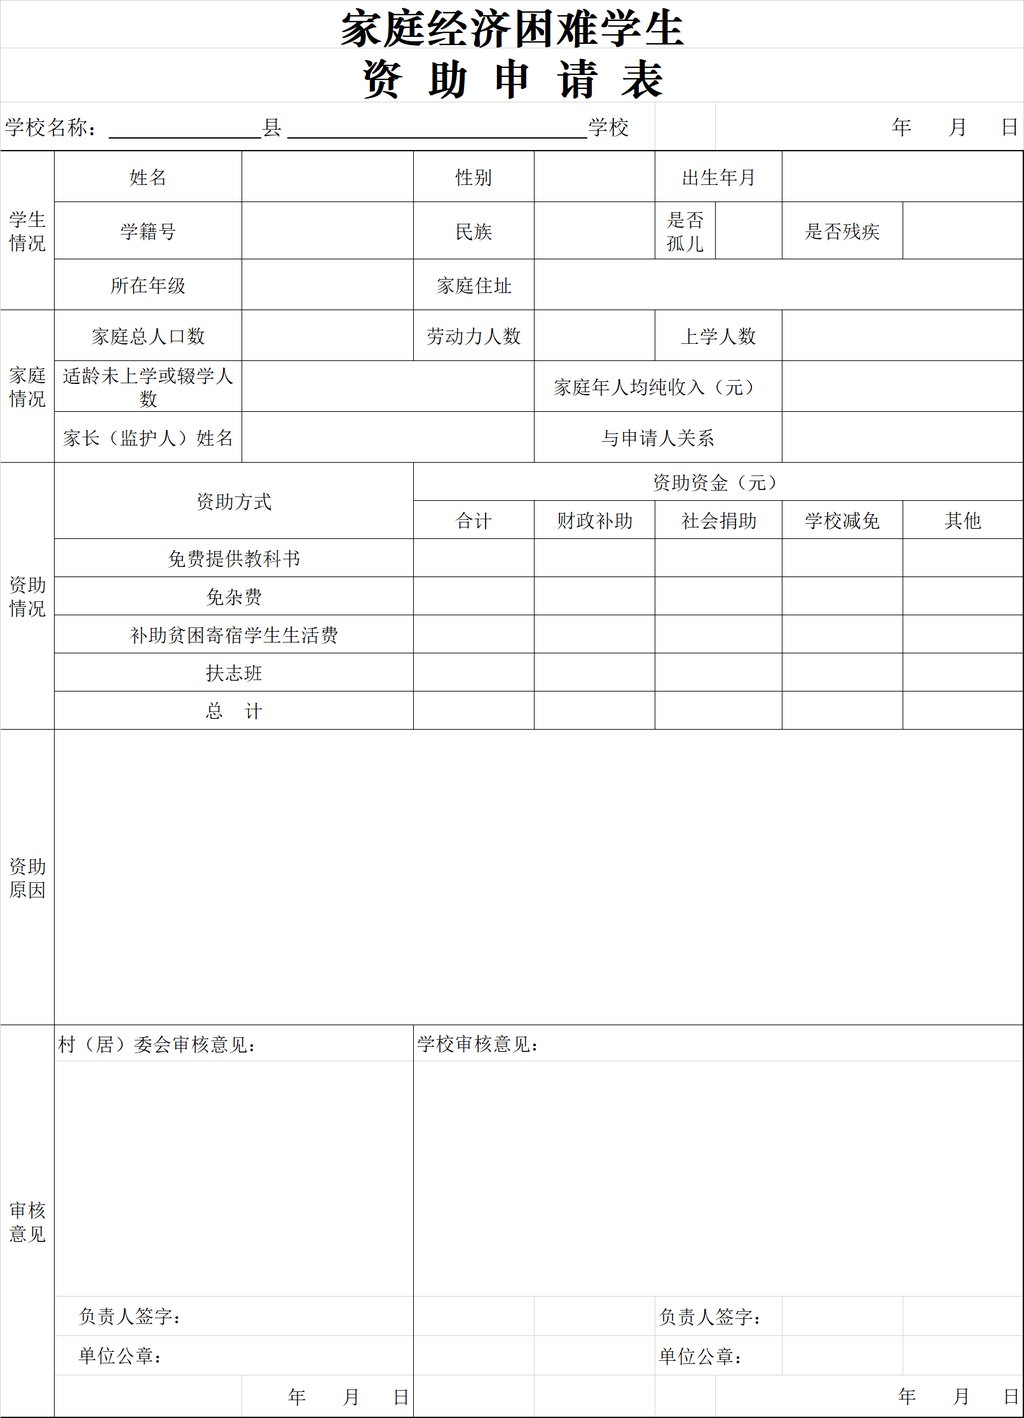 家庭经济困难学生
资 助 申 请 表
学校名称：____________县 ________________________学校 年 月 日
学生情况
姓名 性别 出生年月
学籍号 民族 是否孤儿 是否残疾
所在年级 家庭住址
家庭情况
家庭总人口数 劳动力人数 上学人数
适龄未上学或辍学人数 家庭年人均纯收入（元）
家长（监护人）姓名 与申请人关系
资助情况
资助方式 资助资金（元）
合计 财政补助 社会捐助 学校减免 其他
免费提供教科书
免杂费
补助贫困寄宿学生生活费
扶志班
总 计
资助原因
审核意见
村（居）委会审核意见： 学校审核意见：
负责人签字： 负责人签字：
单位公章： 单位公章：
年 月 日 年 月 日